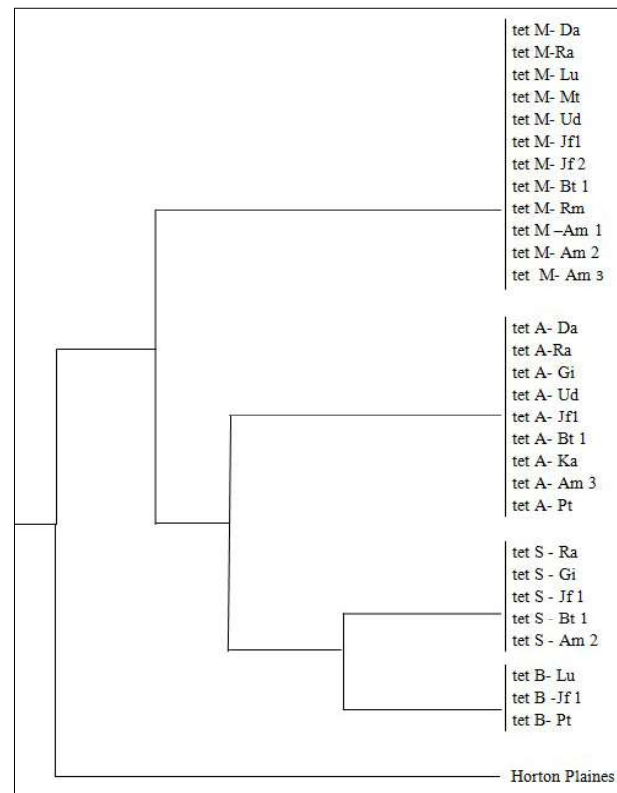 tet M- Da
tet M-Ra
tet M- Lu
tet M- Mt
tet M- Ud
tet M- Jf1
tet M- Jf 2
tet M- Bt 1
tet M- Rm
tet M –Am 1
tet M- Am 2
tet M- Am 3
tet A- Da
tet A-Ra
tet A- Gi
tet A- Ud
tet A- Jf1
tet A- Bt 1
tet A- Ka
tet A- Am 3
tet A- Pt
tet S - Ra
tet S - Gi
tet S - Jf 1
tet S - Bt 1
tet S - Am 2
tet B- Lu
tet B -Jf 1
tet B- Pt
Horton Plaines